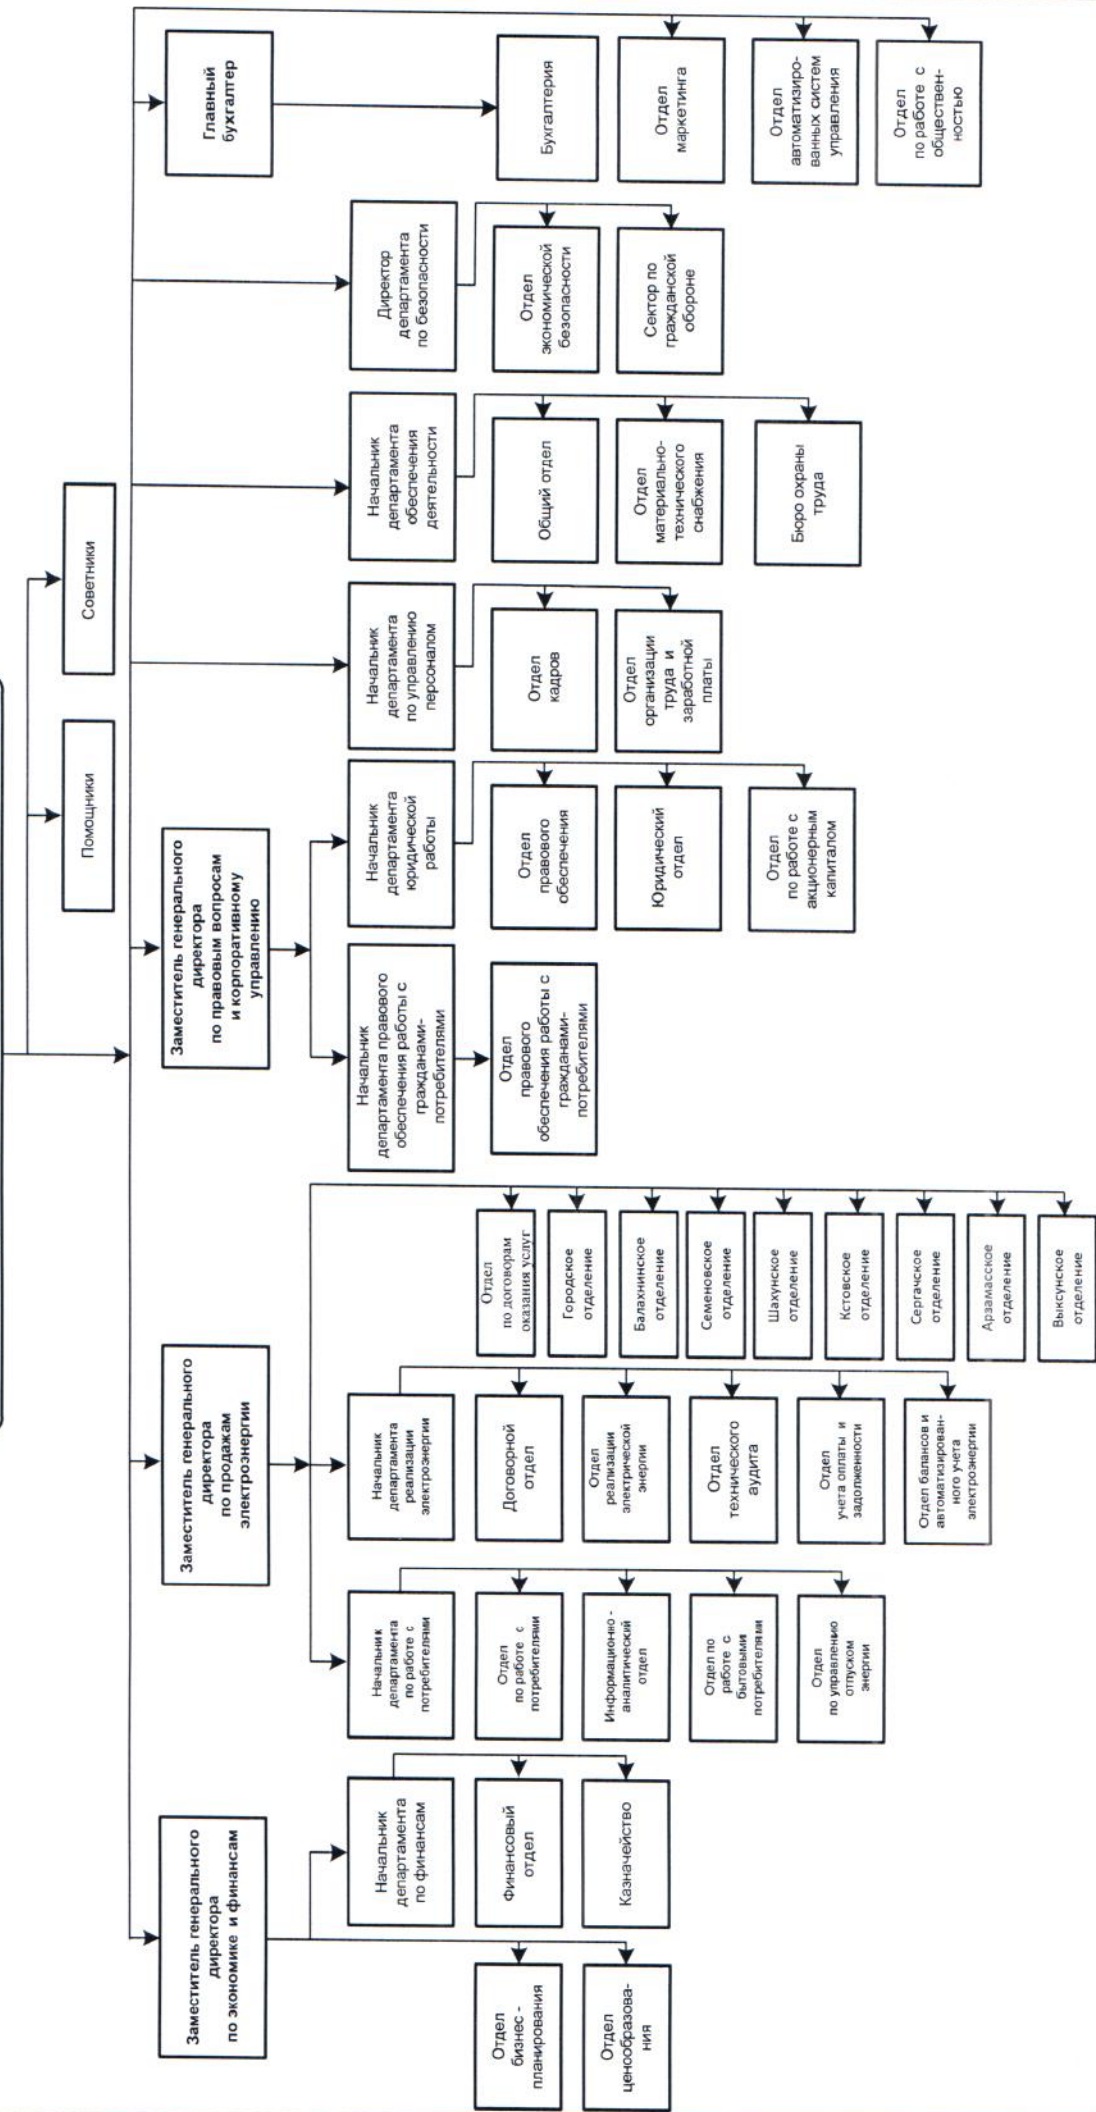 Помощники
Советники
Заместитель генерального
директора
по экономике и финансам
Заместитель генерального
директора
по продажам
электроэнергии
Заместитель генерального
директора
по правовым вопросам
и корпоративному
управлению
Главный
бухгалтер
Начальник
департамента
по финансам
Начальник
департамента
по работе с
потребителями
Начальник
департамента
реализации
электроэнергии
Начальник
департамента правового
обеспечения работы с
гражданами-
потребителями
Начальник
департамента
юридической
работы
Начальник
департамента
по управлению
персоналом
Начальник
департамента
обеспечения
деятельности
Директор
департамента
по безопасности
Отдел
бизнес -
планирования
Отдел
ценообразова-
ния
Финансовый
отдел
Казначейство
Отдел
по работе с
потребителями
Информационно -
аналитический
отдел
Отдел по
работе с
бытовыми
потребителями
Отдел
по управлению
отпуском
энергии
Договорной
отдел
Отдел
реализации
электрической
энергии
Отдел
технического
аудита
Отдел
учета оплаты и
задолженности
Отдел балансов и
автоматизирован-
ного учета
электроэнергии
Отдел
по договорам
оказания услуг
Городское
отделение
Балахнинское
отделение
Семеновское
отделение
Шахунское
отделение
Кстовское
отделение
Сергачское
отделение
Арзамасское
отделение
Выксунское
отделение
Отдел
правового
обеспечения работы с
гражданами-
потребителями
Отдел
правового
обеспечения
Юридический
отдел
Отдел
по работе с
акционерным
капиталом
Отдел
кадров
Отдел
организации
труда и
заработной
платы
Общий отдел
Отдел
материально-
технического
снабжения
Бюро охраны
труда
Отдел
экономической
безопасности
Сектор по
гражданской
обороне
Бухгалтерия
Отдел
маркетинга
Отдел
автоматизиро-
ванных систем
управления
Отдел
по работе с
обществен-
ностью